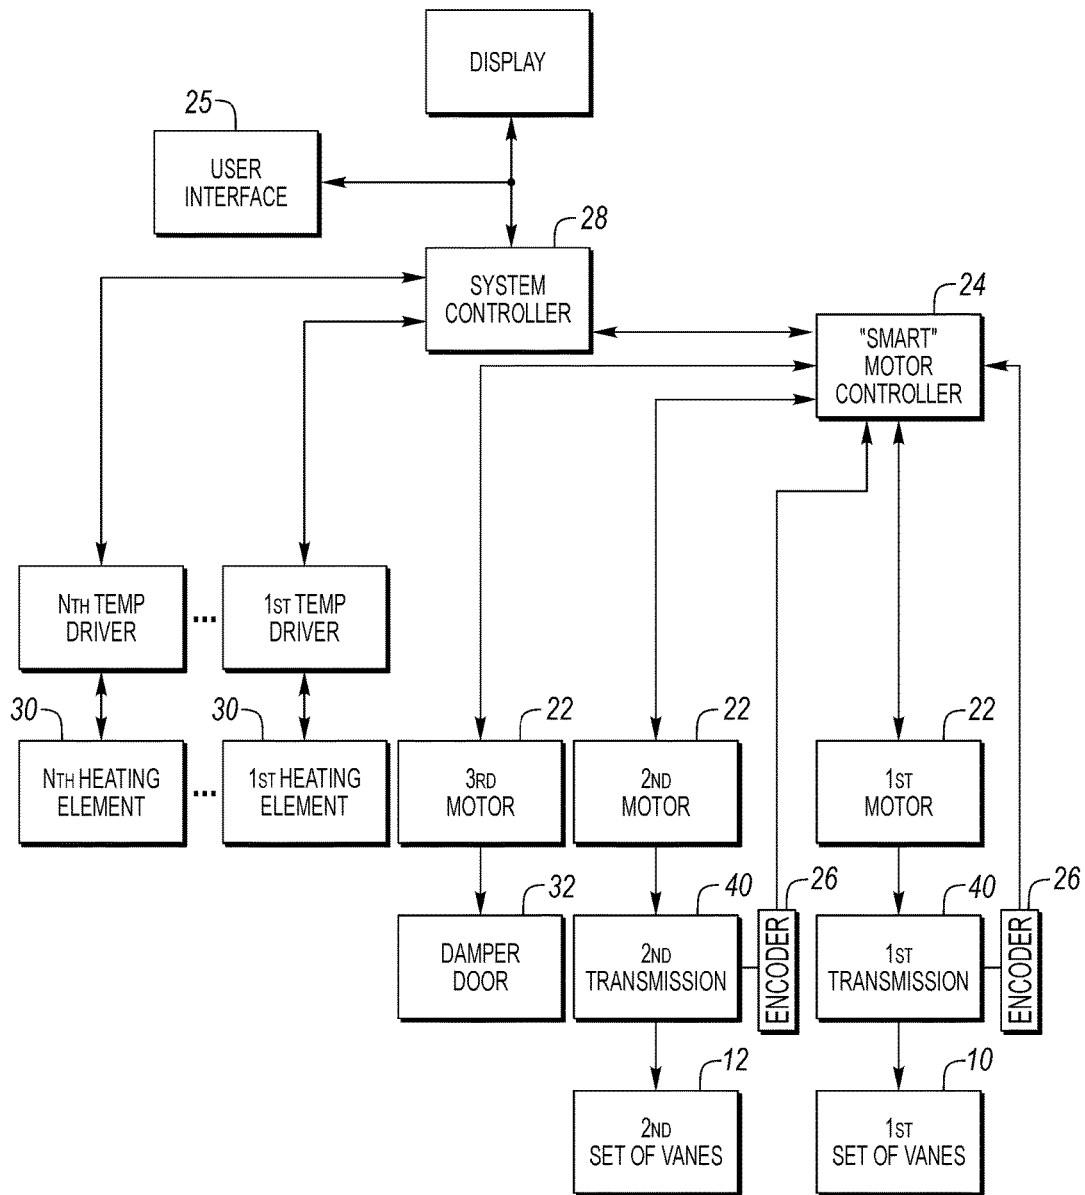 DISPLAY
25
USER
INTERFACE
28
SYSTEM
CONTROLLER
24
"SMART"
MOTOR
CONTROLLER
NTH TEMP
DRIVER
...
1ST TEMP
DRIVER
30
NTH HEATING
ELEMENT
...
30
1ST HEATING
ELEMENT
22
3RD
MOTOR
22
2ND
MOTOR
22
1ST
MOTOR
32
DAMPER
DOOR
40
2ND
TRANSMISSION
26
ENCODER
40
1ST
TRANSMISSION
26
ENCODER
12
2ND
SET OF VANES
10
1ST
SET OF VANES